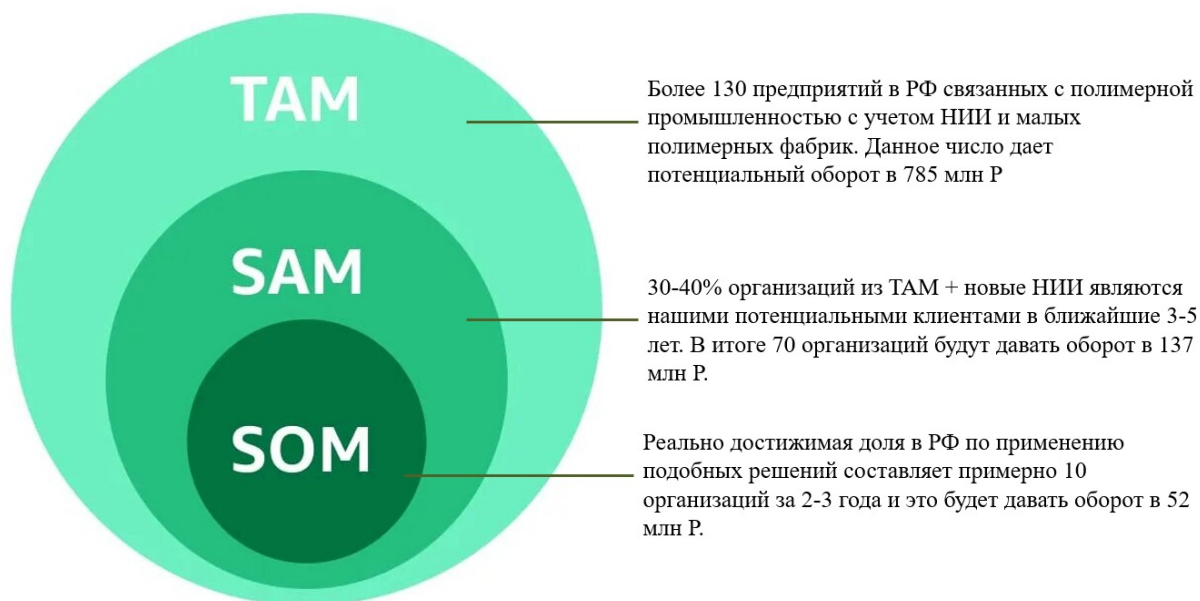 TAM
Более 130 предприятий в РФ связанных с полимерной
промышленностью с учетом НИИ и малых
полимерных фабрик. Данное число дает
потенциальный оборот в 785 млн Р
SAM
30-40% организаций из ТАМ + новые НИИ являются
нашими потенциальными клиентами в ближайшие 3-5
лет. В итоге 70 организаций будут давать оборот в 137
млн Р.
SOM
Реально достижимая доля в РФ по применению
подобных решений составляет примерно 10
организаций за 2-3 года и это будет давать оборот в 52
млн Р.